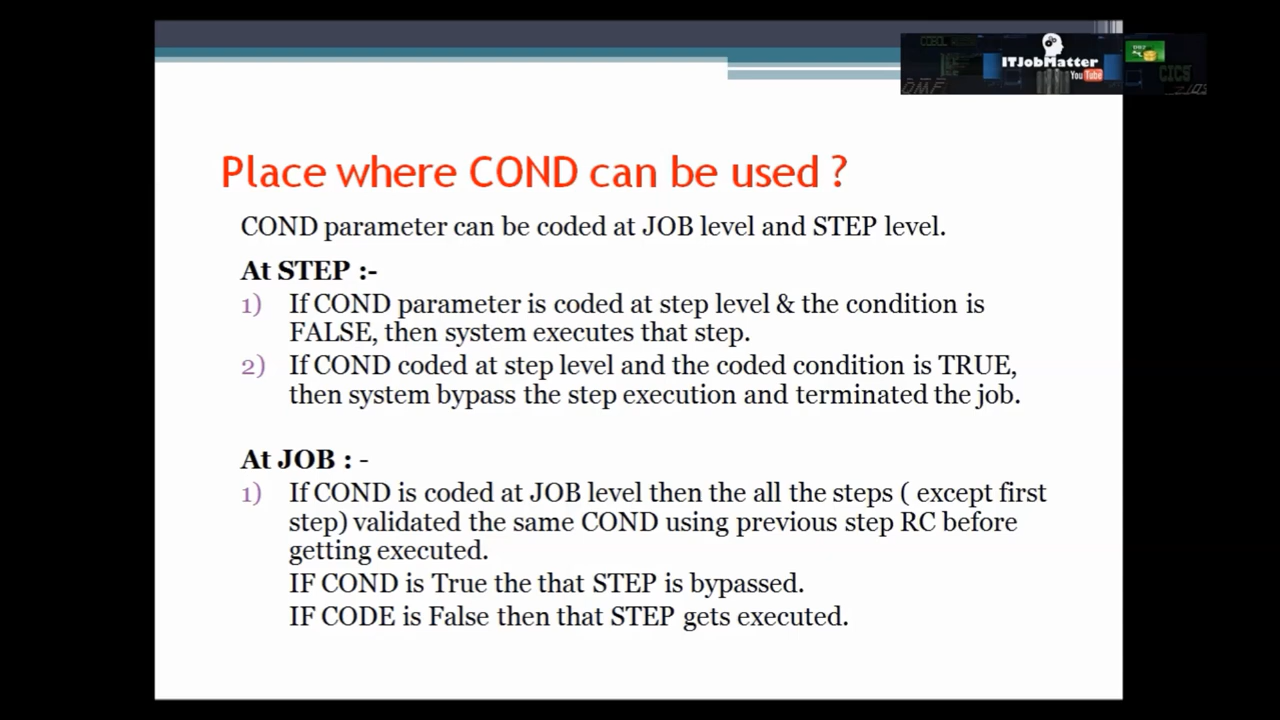 COBOL
ITJobMatter
YouTube
DB2
CICS
Place where COND can be used ?
COND parameter can be coded at JOB level and STEP level.
At STEP :-
1) If COND parameter is coded at step level & the condition is
FALSE, then system executes that step.
2) If COND coded at step level and the coded condition is TRUE,
then system bypass the step execution and terminated the job.
At JOB : -
1) If COND is coded at JOB level then the all the steps ( except first
step) validated the same COND using previous step RC before
getting executed.
IF COND is True the that STEP is bypassed.
IF CODE is False then that STEP gets executed.